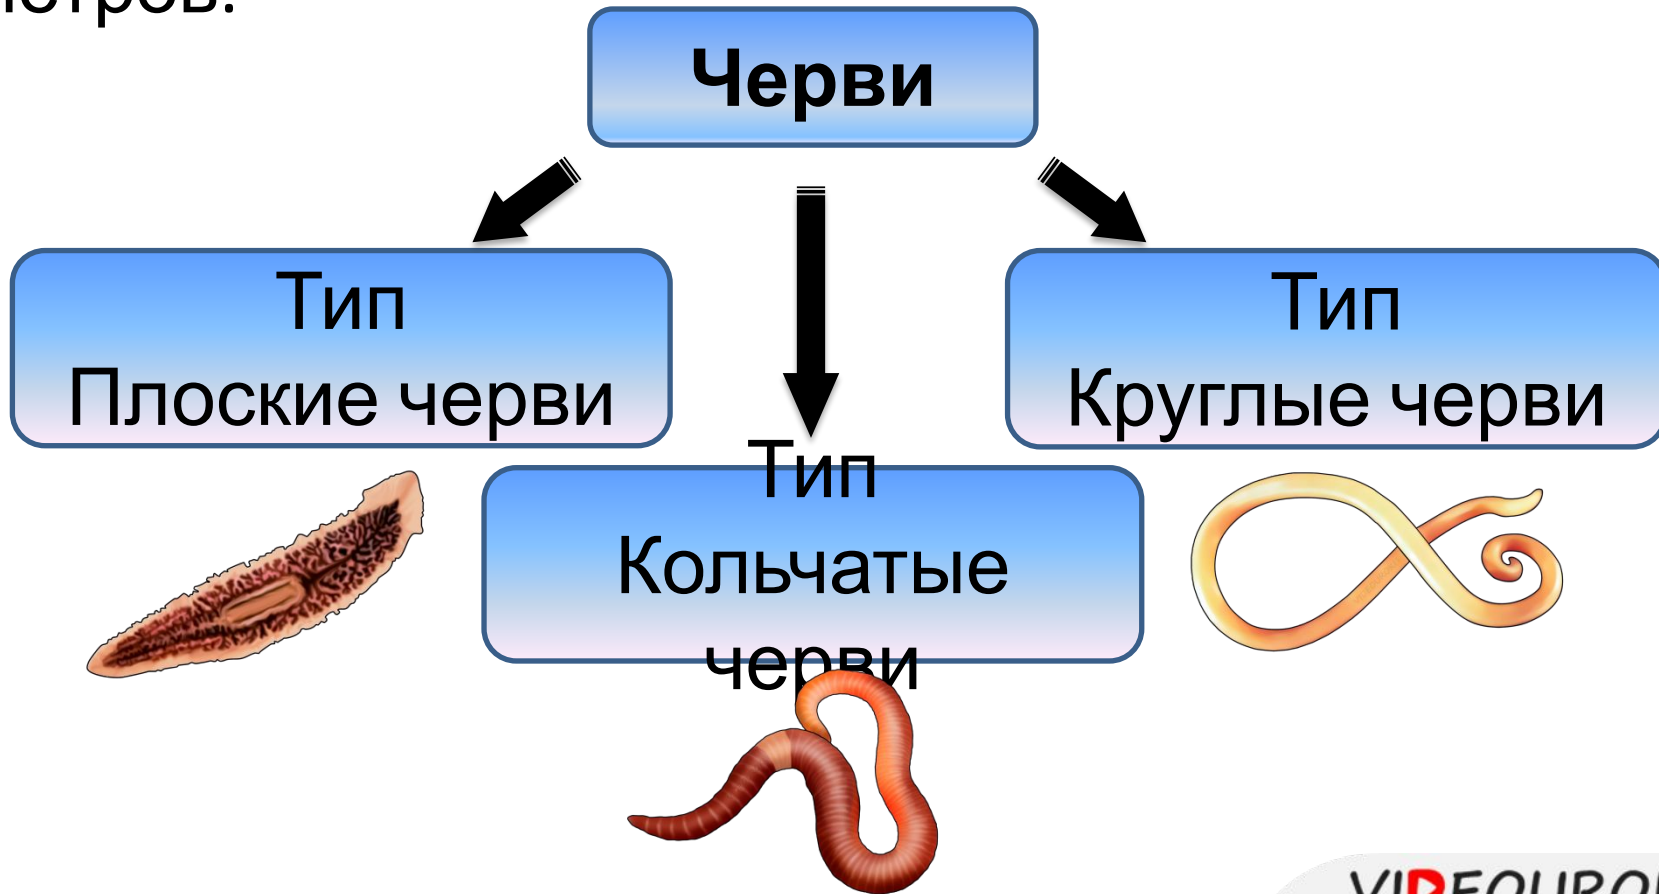 Черви
Тип
Плоские черви
Тип
Круглые черви
Тип
Кольчатые
черви